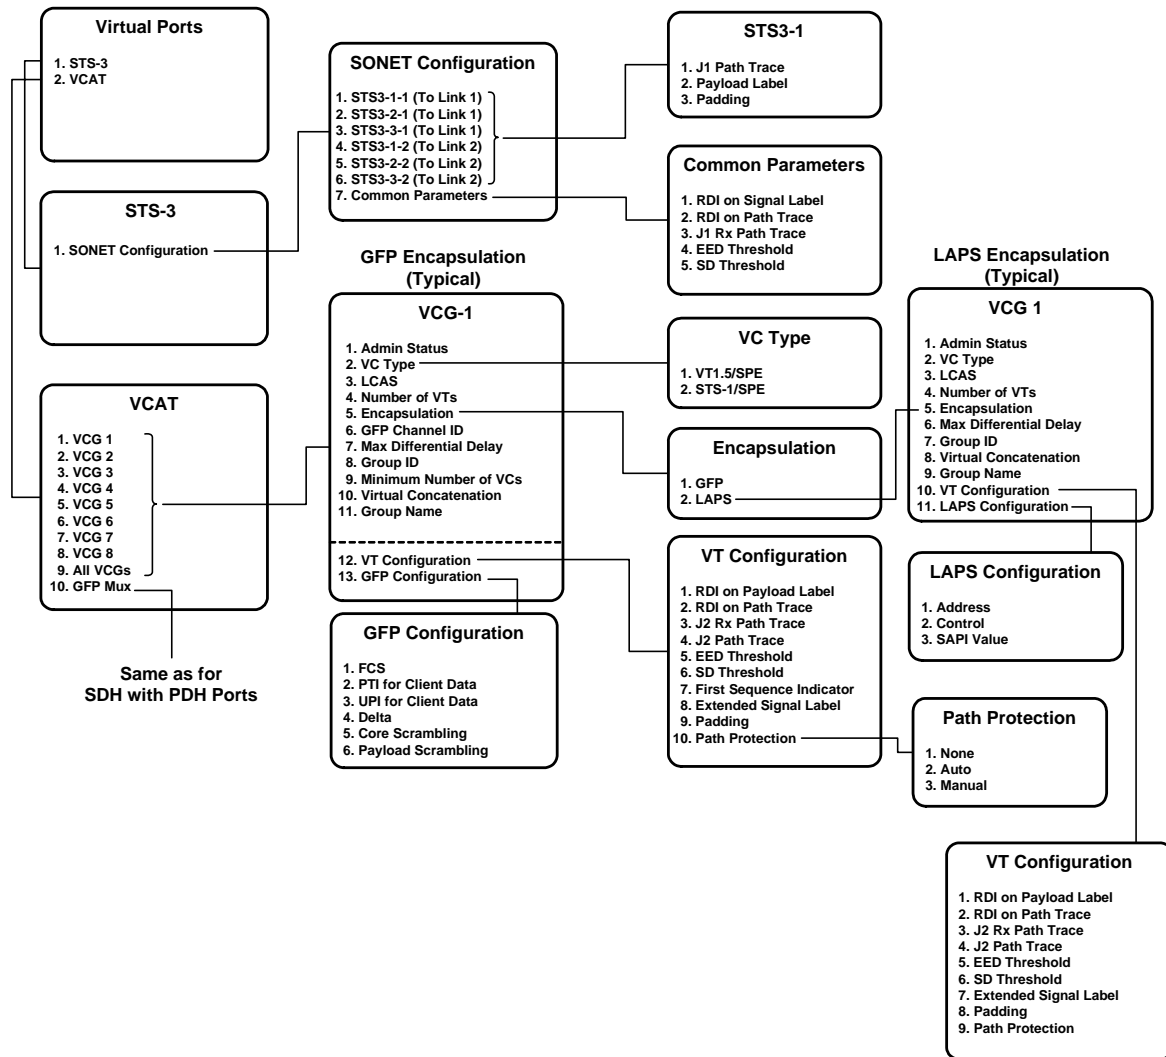 Virtual Ports
1. STS-3
2. VCAT
STS-3
1. SONET Configuration
VCAT
1. VCG 1
2. VCG 2
3. VCG 3
4. VCG 4
5. VCG 5
6. VCG 6
7. VCG 7
8. VCG 8
9. All VCGs
10. GFP Mux
Same as for
SDH with PDH Ports
SONET Configuration
1. STS3-1-1 (To Link 1)
2. STS3-2-1 (To Link 1)
3. STS3-3-1 (To Link 1)
4. STS3-1-2 (To Link 2)
5. STS3-2-2 (To Link 2)
6. STS3-3-2 (To Link 2)
7. Common Parameters
GFP Encapsulation
(Typical)
VCG-1
1. Admin Status
2. VC Type
3. LCAS
4. Number of VTs
5. Encapsulation
6. GFP Channel ID
7. Max Differential Delay
8. Group ID
9. Minimum Number of VCs
10. Virtual Concatenation
11. Group Name
12. VT Configuration
13. GFP Configuration
GFP Configuration
1. FCS
2. PTI for Client Data
3. UPI for Client Data
4. Delta
5. Core Scrambling
6. Payload Scrambling
STS3-1
1. J1 Path Trace
2. Payload Label
3. Padding
Common Parameters
1. RDI on Signal Label
2. RDI on Path Trace
3. J1 Rx Path Trace
4. EED Threshold
5. SD Threshold
VC Type
1. VT1.5/SPE
2. STS-1/SPE
Encapsulation
1. GFP
2. LAPS
VT Configuration
1. RDI on Payload Label
2. RDI on Path Trace
3. J2 Rx Path Trace
4. J2 Path Trace
5. EED Threshold
6. SD Threshold
7. First Sequence Indicator
8. Extended Signal Label
9. Padding
10. Path Protection
LAPS Encapsulation
(Typical)
VCG 1
1. Admin Status
2. VC Type
3. LCAS
4. Number of VTs
5. Encapsulation
6. Max Differential Delay
7. Group ID
8. Virtual Concatenation
9. Group Name
10. VT Configuration
11. LAPS Configuration
LAPS Configuration
1. Address
2. Control
3. SAPI Value
Path Protection
1. None
2. Auto
3. Manual
VT Configuration
1. RDI on Payload Label
2. RDI on Path Trace
3. J2 Rx Path Trace
4. J2 Path Trace
5. EED Threshold
6. SD Threshold
7. Extended Signal Label
8. Padding
9. Path Protection